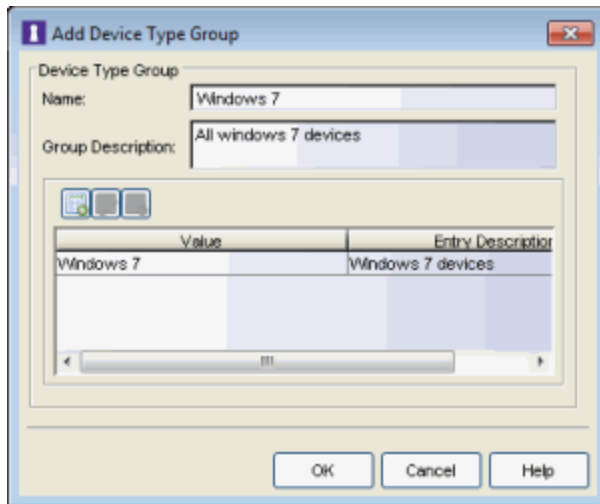 Add Device Type Group
Device Type Group
Name: Windows 7
Group Description: All windows 7 devices
Value Entry Description
Windows 7 Windows 7 devices
OK Cancel Help